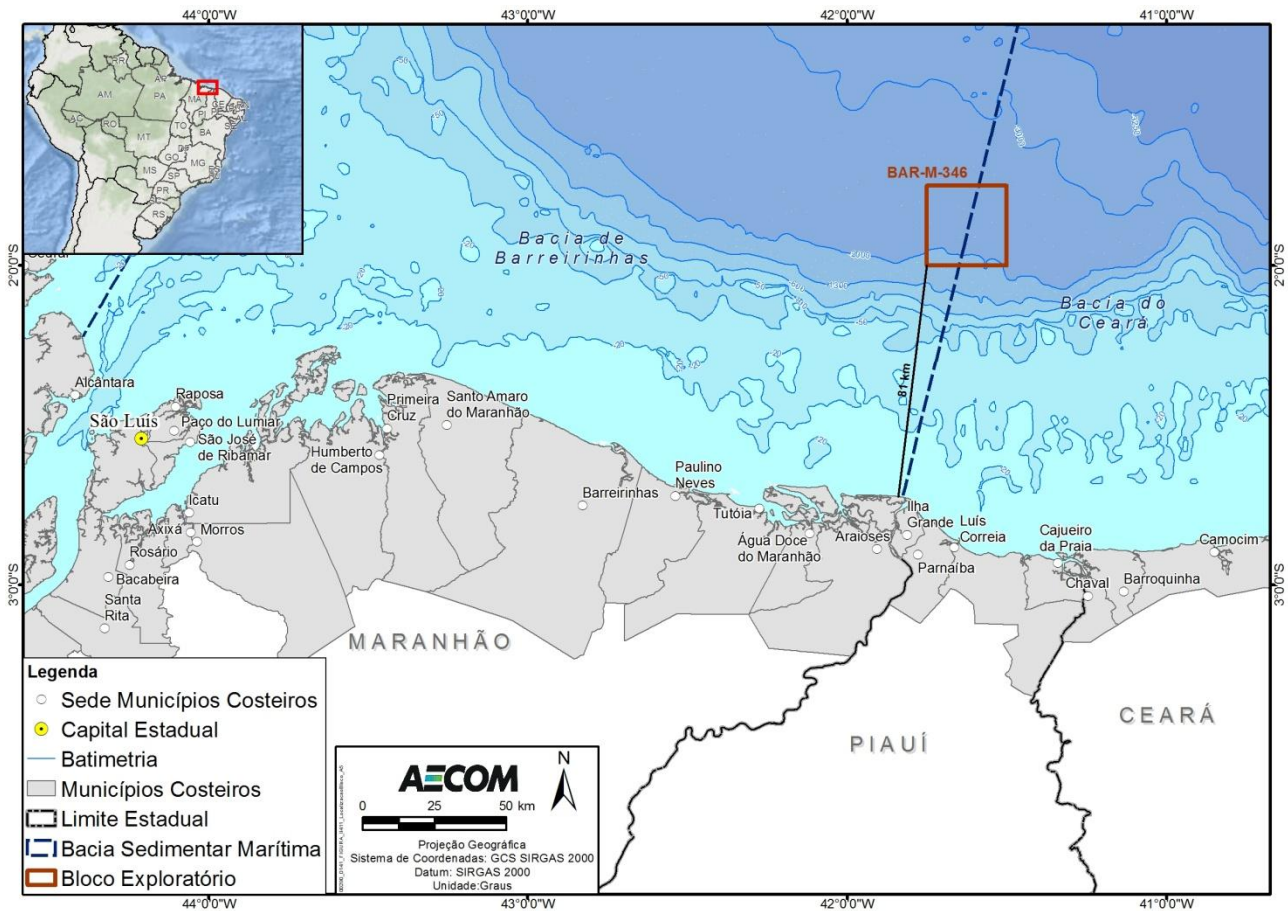 44°0'0"W
43°0'0"W
42°0'0"W
41°0'0"W
RR
AP
AM
PA
MA
CE
PI
AC
RO
TO
MT
BA
DF
GO
MG
MS
SP
PR
RS
BAR-M-346
Bacia de
Barreirinhas
Bacia do
Ceará
2°0'0"S
2°0'0"S
81 km
Alcântara
Raposa
São Luís
Paço do Lumiar
São José
de Ribamar
Primeira
Cruz
Santo Amaro
do Maranhão
Humberto
de Campos
Icatu
Axixá
Morros
Rosário
Bacabeira
Santa
Rita
Barreirinhas
Paulino
Neves
Tutóia
Água Doce
do Maranhão
Araioses
Ilha
Grande
Luís
Correia
Parnaíba
Cajueiro
da Praia
Chaval
Barroquinha
Camocim
3°0'0"S
3°0'0"S
MARANHÃO
PIAUÍ
CEARÁ
Legenda
Sede Municípios Costeiros
Capital Estadual
Batimetria
Municípios Costeiros
Limite Estadual
Bacia Sedimentar Marítima
Bloco Exploratório
AECOM
N
0 25 50 km
Projeção Geográfica
Sistema de Coordenadas: GCS SIRGAS 2000
Datum: SIRGAS 2000
Unidade:Graus
44°0'0"W
43°0'0"W
42°0'0"W
41°0'0"W